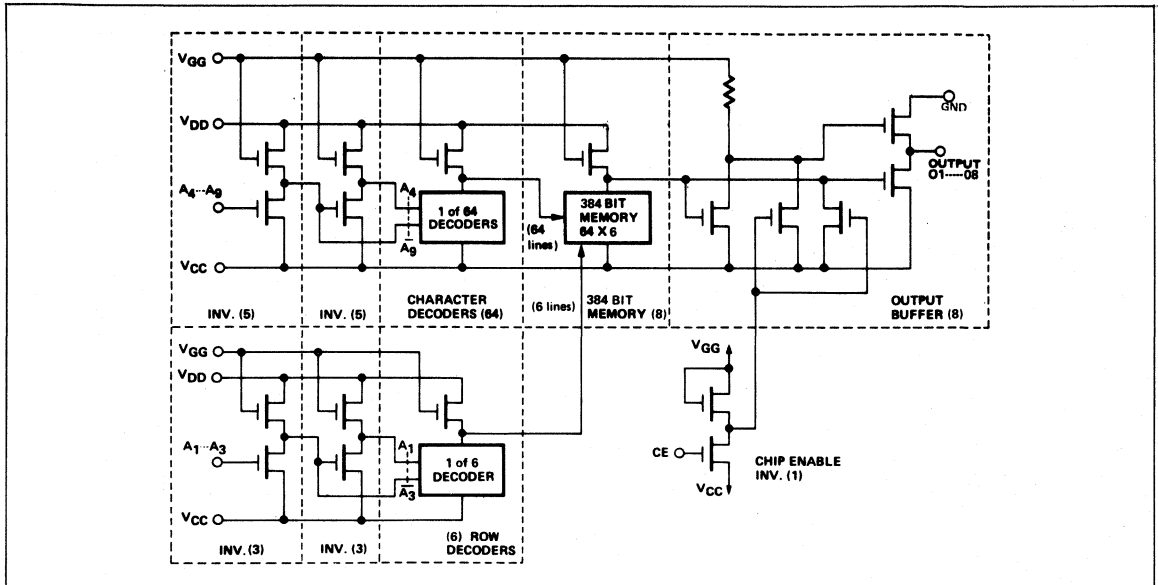 VGG
VDD
A4---A9
VCC
A4
A9
1 of 64
DECODERS
(64
lines)
384 BIT
MEMORY
64 X 6
GND
OUTPUT
O1-----O8
INV. (5)
INV. (5)
CHARACTER
DECODERS (64)
(6 lines)
384 BIT
MEMORY (8)
OUTPUT
BUFFER (8)
VGG
VDD
A1---A3
VCC
A1
A3
1 of 6
DECODER
INV. (3)
INV. (3)
(6) ROW
DECODERS
VGG
CE
VCC
CHIP ENABLE
INV. (1)